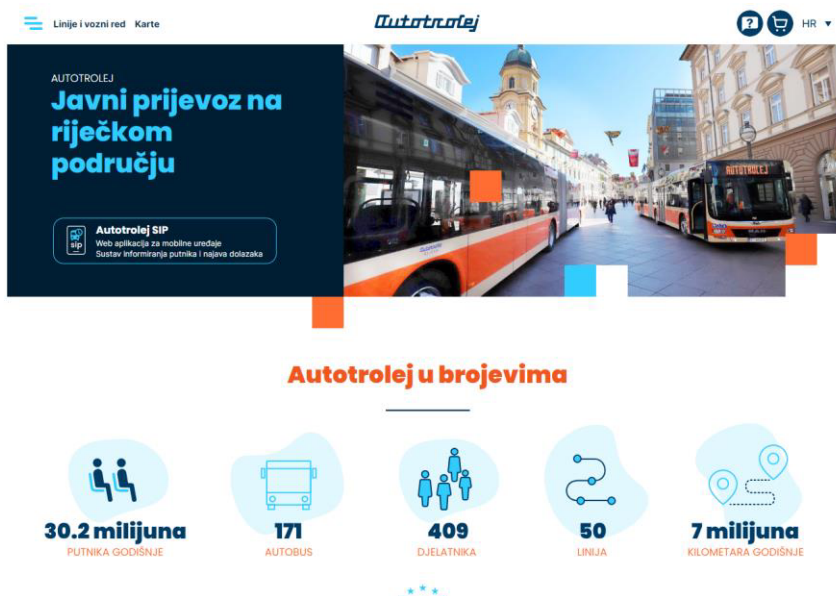 Linije i vozni red Karte
Autotrolej
HR
AUTOTROLEJ
Javni prijevoz na
riječkom
području
sip
Autotrolej SIP
Web aplikacija za mobilne uređaje
Sustav informiranja putnika i najava dolazaka
AUTOTROLEJ
Autotrolej u brojevima
30.2 milijuna
PUTNIKA GODIŠNJE
171
AUTOBUS
409
DJELATNIKA
50
LINIJA
7 milijuna
KILOMETARA GODIŠNJE